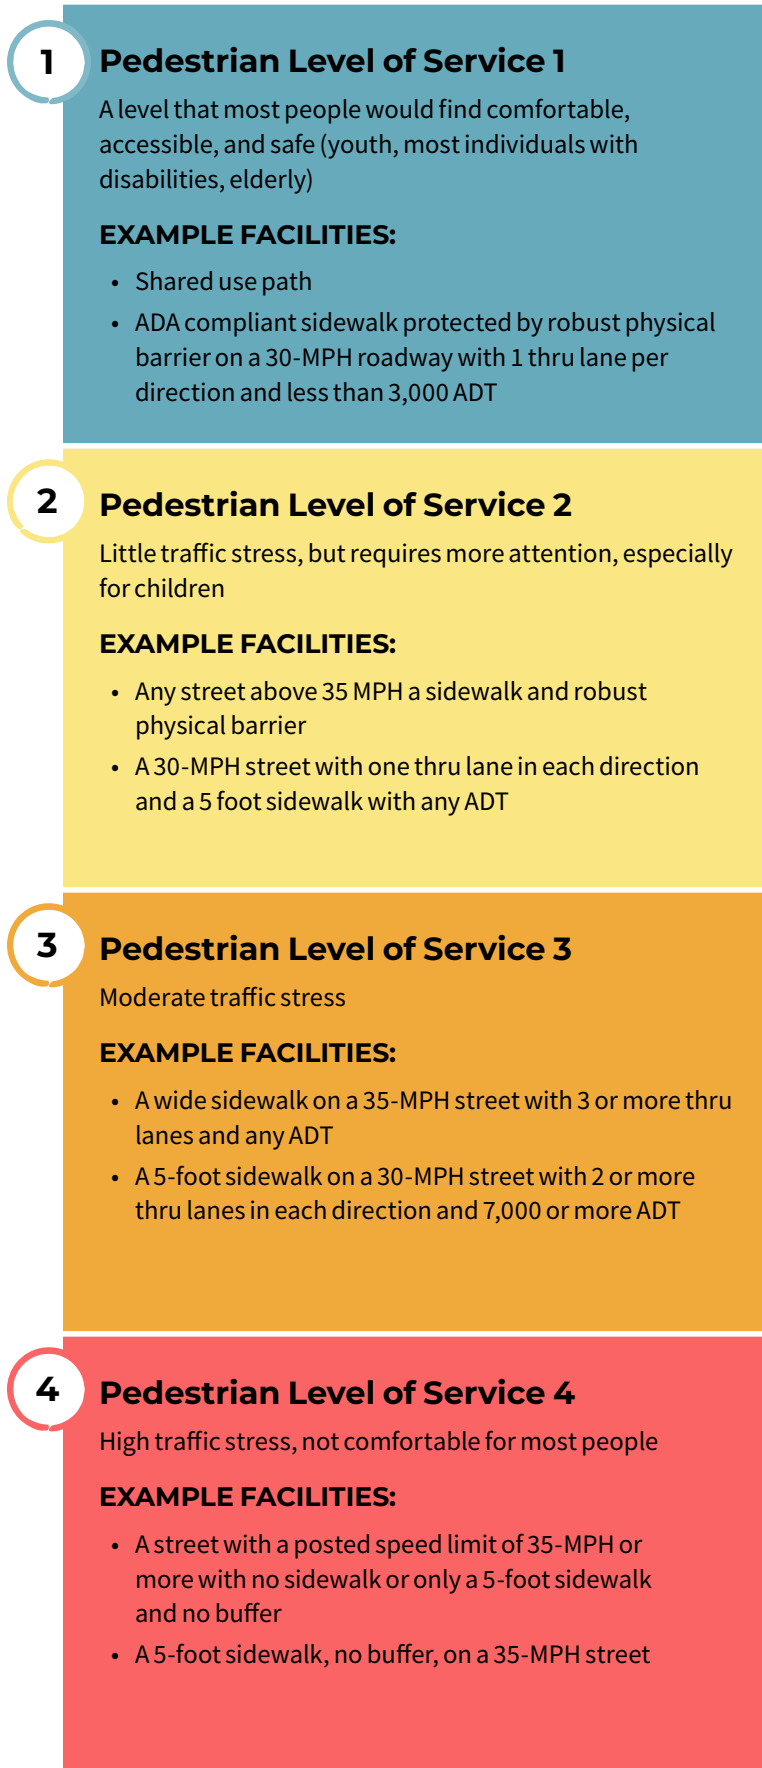 1
Pedestrian Level of Service 1
A level that most people would find comfortable,
accessible, and safe (youth, most individuals with
disabilities, elderly)
EXAMPLE FACILITIES:
• Shared use path
• ADA compliant sidewalk protected by robust physical
barrier on a 30-MPH roadway with 1 thru lane per
direction and less than 3,000 ADT
2
Pedestrian Level of Service 2
Little traffic stress, but requires more attention, especially
for children
EXAMPLE FACILITIES:
• Any street above 35 MPH a sidewalk and robust
physical barrier
• A 30-MPH street with one thru lane in each direction
and a 5 foot sidewalk with any ADT
3
Pedestrian Level of Service 3
Moderate traffic stress
EXAMPLE FACILITIES:
• A wide sidewalk on a 35-MPH street with 3 or more thru
lanes and any ADT
• A 5-foot sidewalk on a 30-MPH street with 2 or more
thru lanes in each direction and 7,000 or more ADT
4
Pedestrian Level of Service 4
High traffic stress, not comfortable for most people
EXAMPLE FACILITIES:
• A street with a posted speed limit of 35-MPH or
more with no sidewalk or only a 5-foot sidewalk
and no buffer
• A 5-foot sidewalk, no buffer, on a 35-MPH street